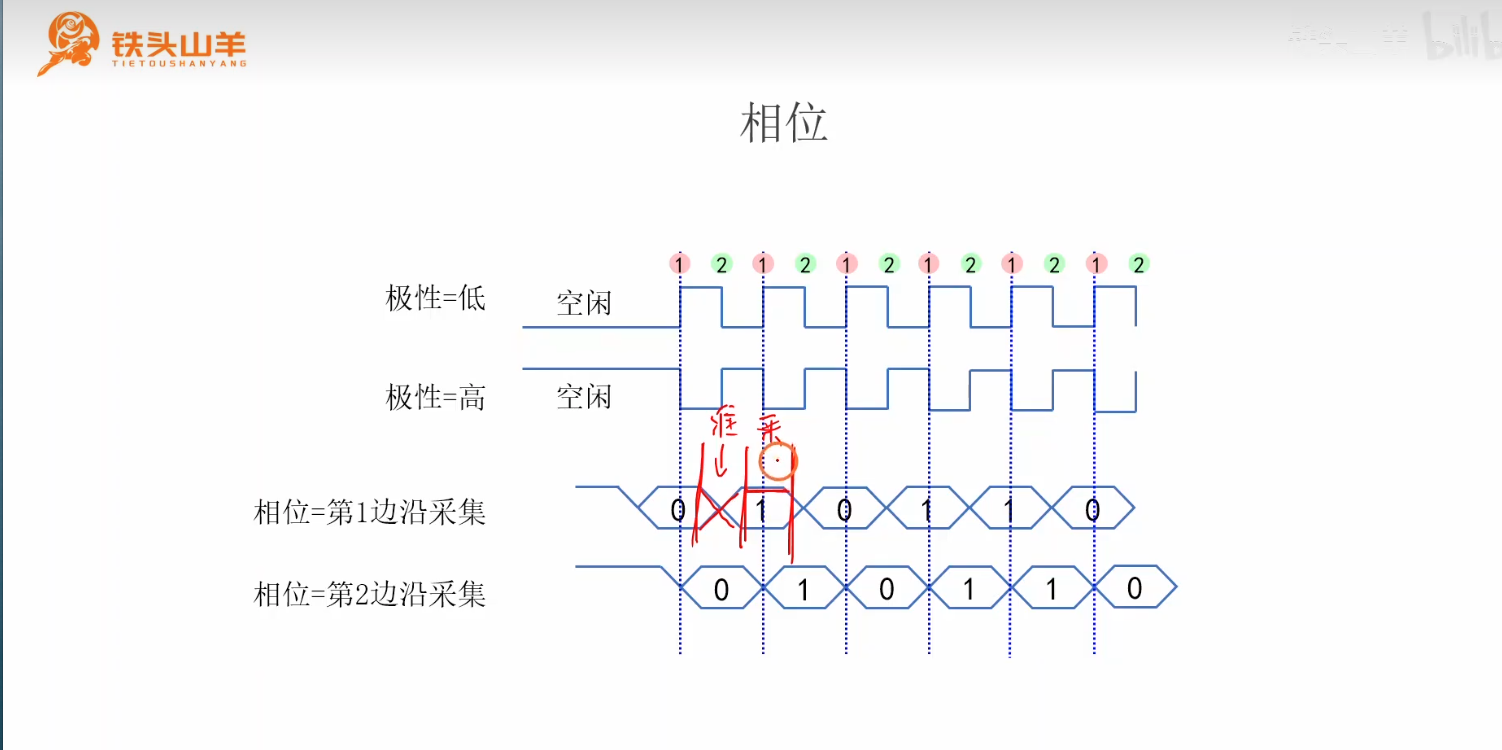 铁头山羊
TIETOUSHANYANG
bilib
相位
1 2 1 2 1 2 1 2 1 2 1 2
极性=低 空闲
极性=高 空闲
准 采
相位=第1边沿采集 0 1 0 1 1 0
相位=第2边沿采集 0 1 0 1 1 0